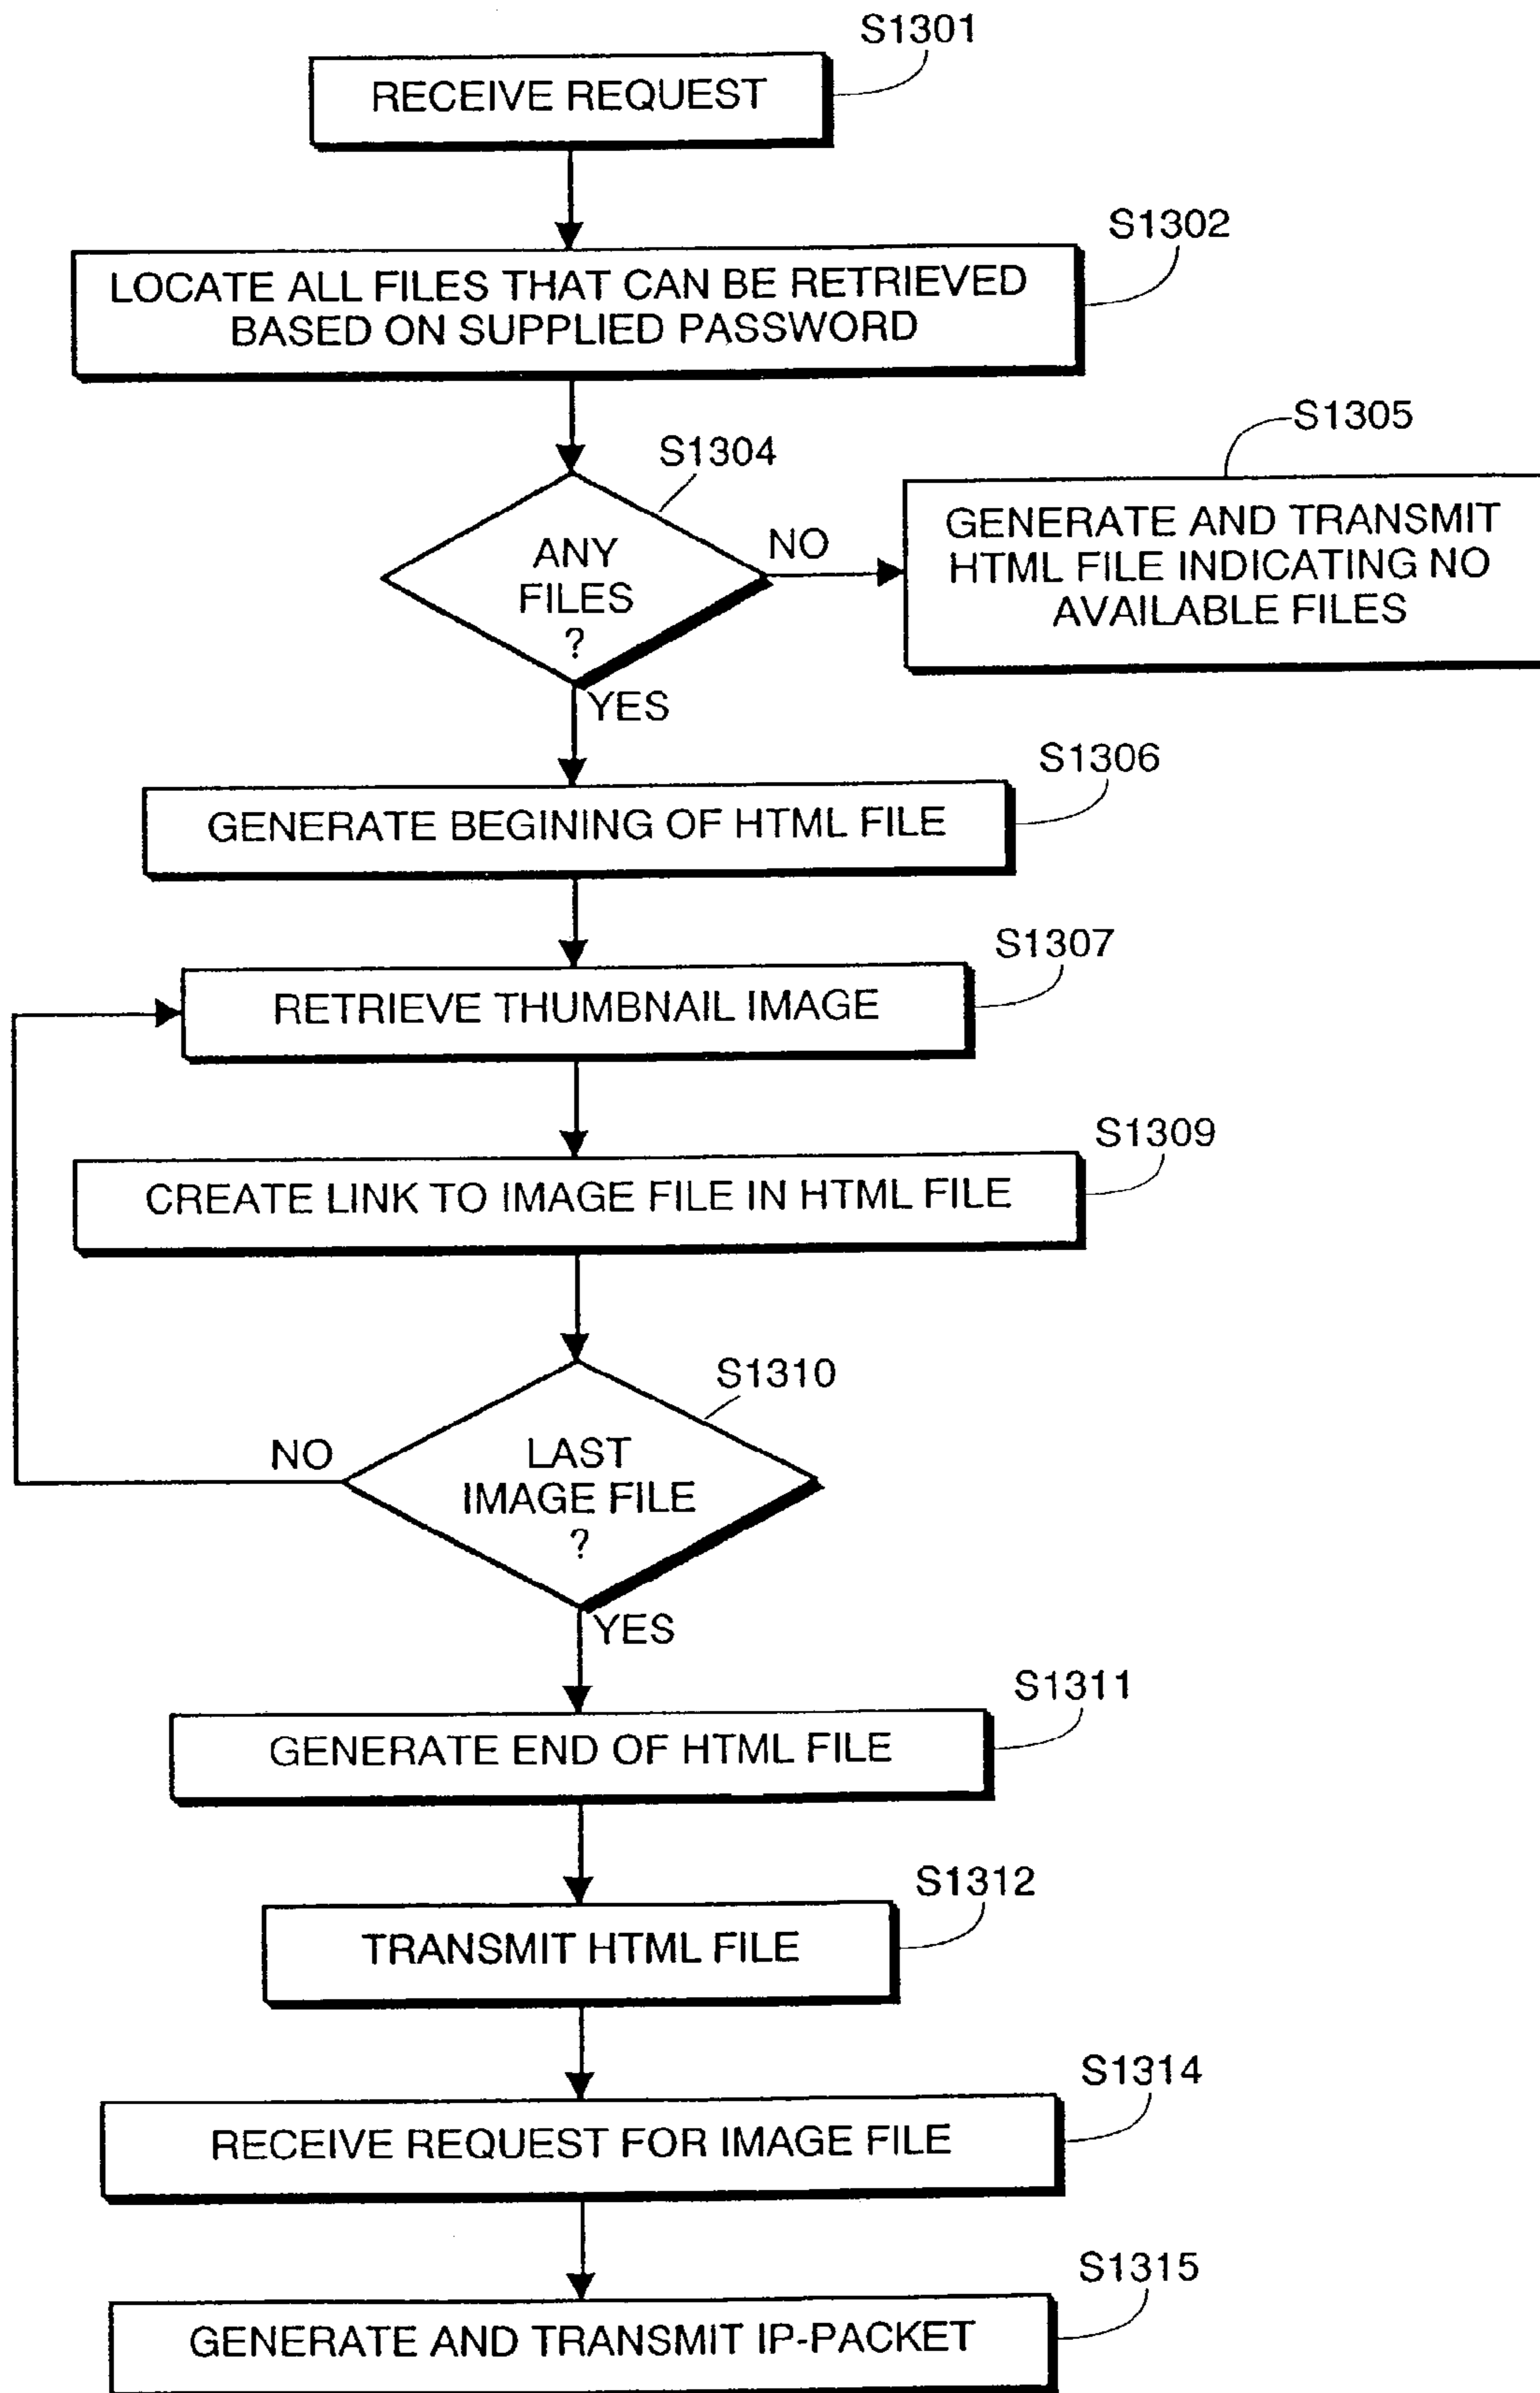 S1301
RECEIVE REQUEST
S1302
LOCATE ALL FILES THAT CAN BE RETRIEVED
BASED ON SUPPLIED PASSWORD
S1304
ANY
FILES
?
NO
YES
S1305
GENERATE AND TRANSMIT
HTML FILE INDICATING NO
AVAILABLE FILES
S1306
GENERATE BEGINING OF HTML FILE
S1307
RETRIEVE THUMBNAIL IMAGE
S1309
CREATE LINK TO IMAGE FILE IN HTML FILE
S1310
LAST
IMAGE FILE
?
NO
YES
S1311
GENERATE END OF HTML FILE
S1312
TRANSMIT HTML FILE
S1314
RECEIVE REQUEST FOR IMAGE FILE
S1315
GENERATE AND TRANSMIT IP-PACKET